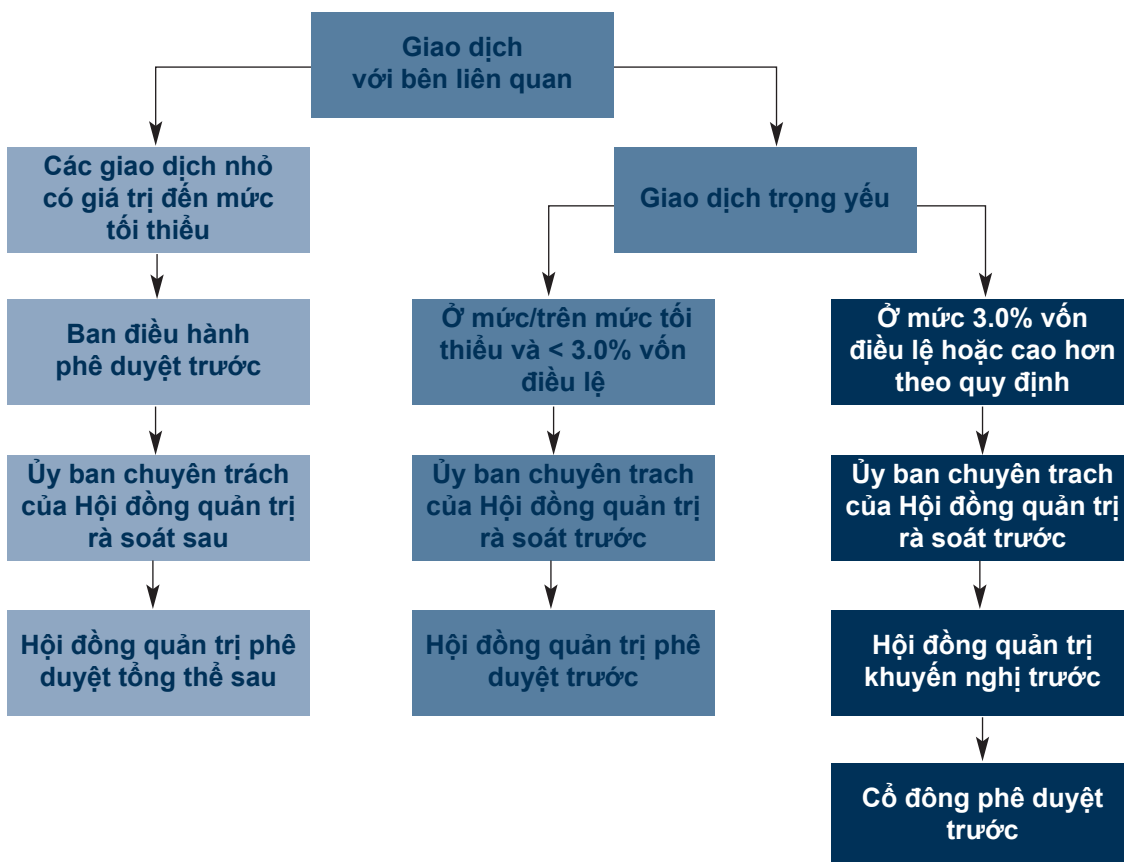 Giao dịch
với bên liên quan
Các giao dịch nhỏ
có giá trị đến mức
tối thiểu
Giao dịch trọng yếu
Ban điều hành
phê duyệt trước
Ở mức/trên mức tối
thiểu và < 3.0% vốn
điều lệ
Ở mức 3.0% vốn
điều lệ hoặc cao hơn
theo quy định
Ủy ban chuyên trách
của Hội đồng quản trị
rà soát sau
Ủy ban chuyên trach
của Hội đồng quản trị
rà soát trước
Ủy ban chuyên trach
của Hội đồng quản trị
rà soát trước
Hội đồng quản trị phê
duyệt tổng thể sau
Hội đồng quản trị phê
duyệt trước
Hội đồng quản trị
khuyến nghị trước
Cổ đông phê duyệt
trước